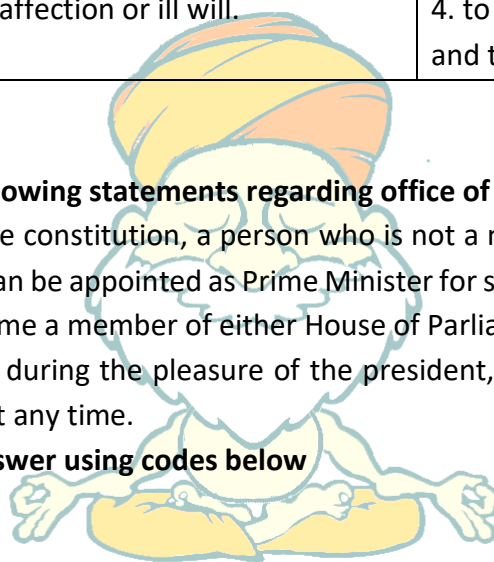 affection or ill will.
4. to
and t
owing statements regarding office of
e constitution, a person who is not a
an be appointed as Prime Minister for s
me a member of either House of Parlia
during the pleasure of the president,
t any time.
swer using codes below